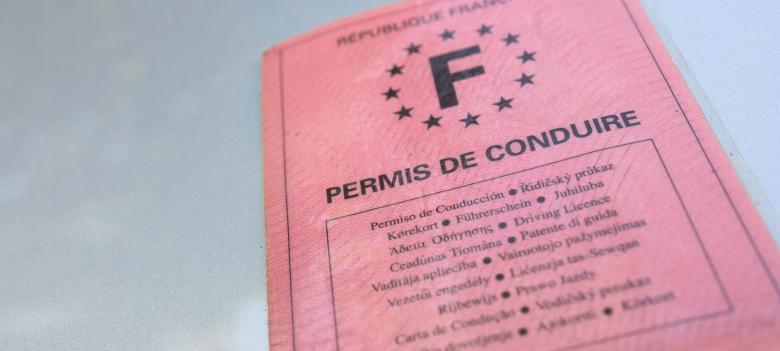 RÉPUBLIQUE FRANÇ
F
PERMIS DE CONDUIRE
Permiso de Conducción ● Řidičský průkaz
Kørekort ● Führerschein ● Juhiluba
Άδεια Οδήγησης ● Driving Licence
Ceadúnas Tiomána ● Patente di guida
Vadītāja apliecība ● Vairuotojo pažymėjimas
Vezetői engedély ● Liċenzja tas-Sewqan
Rijbewijs ● Prawo Jazdy
Carta de Condução ● Vodičský preukaz
dovoljenje ● Ajokortti ● Körkort